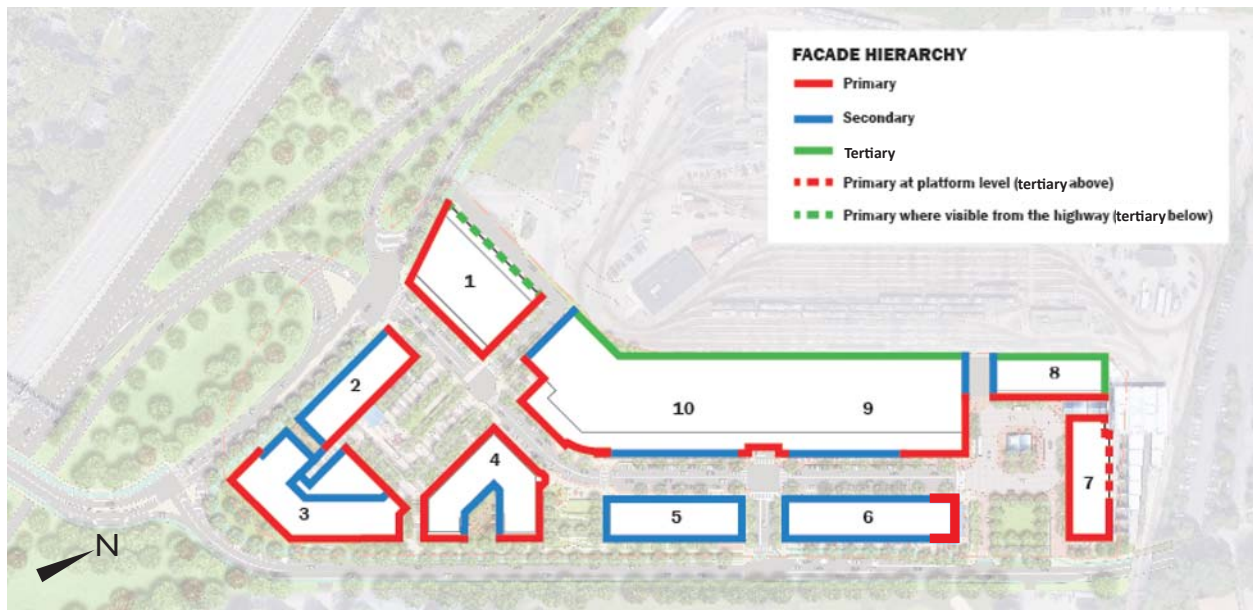 FACADE HIERARCHY
Primary
Secondary
Tertiary
Primary at platform level (tertiary above)
Primary where visible from the highway (tertiary below)
1
2
8
10
9
4
7
3
5
6
N